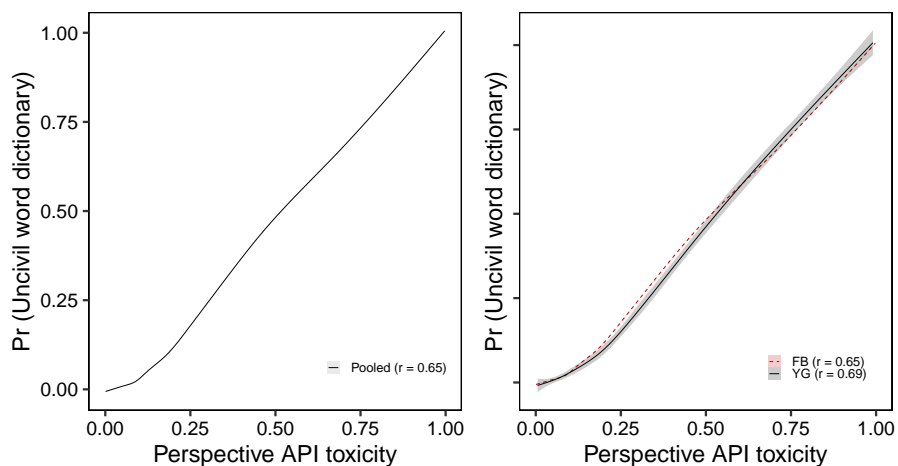 1.00
0.75
0.50
0.25
0.00
Pr (Uncivil word dictionary)
Pooled (r = 0.65)
0.00 0.25 0.50 0.75 1.00
Perspective API toxicity
Pr (Uncivil word dictionary)
FB (r = 0.65)
YG (r = 0.69)
0.00 0.25 0.50 0.75 1.00
Perspective API toxicity